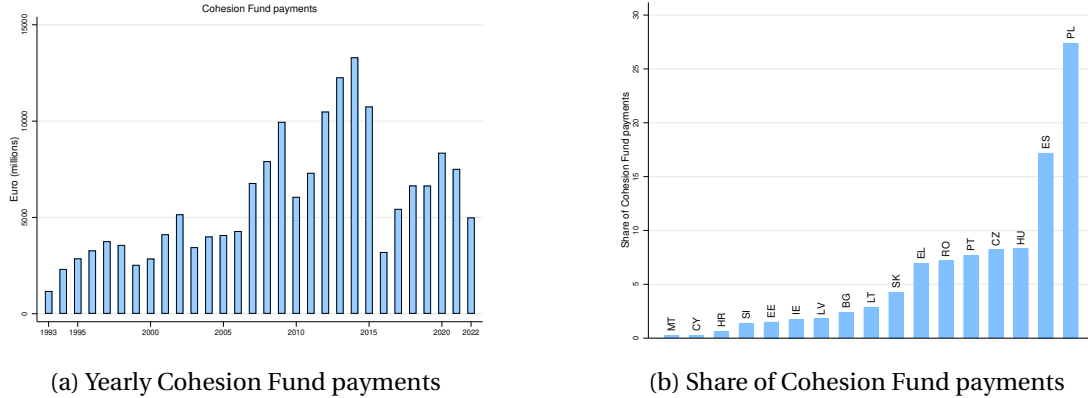 Cohesion Fund payments
Euro (millions)
15000
10000
5000
0
1993 1995 2000 2005 2010 2015 2020 2022
(a) Yearly Cohesion Fund payments
Share of Cohesion Fund payments
30
25
20
15
10
5
0
MT CY HR SI EE IE LV BG LT SK EL RO PT CZ HU ES PL
(b) Share of Cohesion Fund payments